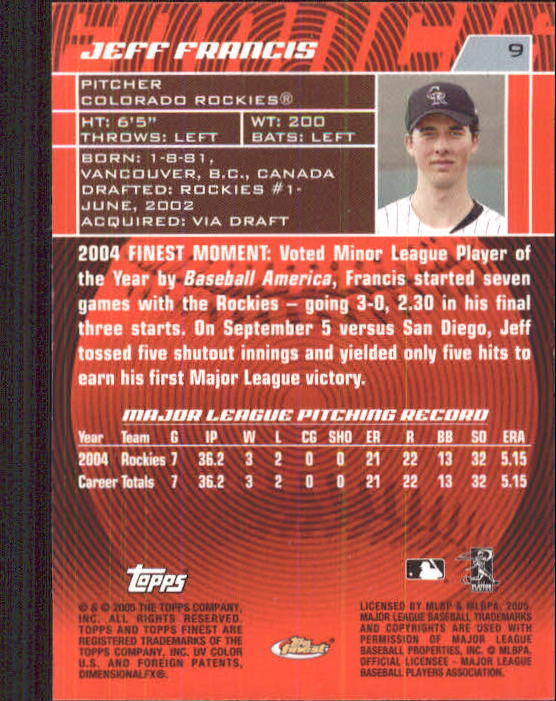 FRANCIS
JEFF FRANCIS
9
PITCHER
COLORADO ROCKIES®
HT: 6'5" WT: 200
THROWS: LEFT BATS: LEFT
BORN: 1-8-81,
VANCOUVER, B.C., CANADA
DRAFTED: ROCKIES #1-
JUNE, 2002
ACQUIRED: VIA DRAFT
CR
2004 FINEST MOMENT: Voted Minor League Player of
the Year by Baseball America, Francis started seven
games with the Rockies – going 3-0, 2.30 in his final
three starts. On September 5 versus San Diego, Jeff
tossed five shutout innings and yielded only five hits to
earn his first Major League victory.
MAJOR LEAGUE PITCHING RECORD
Year Team G IP W L CG SHO ER R BB SO ERA
2004 Rockies 7 36.2 3 2 0 0 21 22 13 32 5.15
Career Totals 7 36.2 3 2 0 0 21 22 13 32 5.15
topps
® & © 2005 THE TOPPS COMPANY,
INC. ALL RIGHTS RESERVED.
TOPPS AND TOPPS FINEST ARE
REGISTERED TRADEMARKS OF THE
TOPPS COMPANY, INC. UV COLOR
U.S. AND FOREIGN PATENTS,
DIMENSIONALFX®.
topps
finest
LICENSED BY MLBP & MLBPA, 2005.
MAJOR LEAGUE BASEBALL TRADEMARKS
AND COPYRIGHTS ARE USED WITH
PERMISSION OF MAJOR LEAGUE
BASEBALL PROPERTIES, INC. © MLBPA.
OFFICIAL LICENSEE - MAJOR LEAGUE
BASEBALL PLAYERS ASSOCIATION.